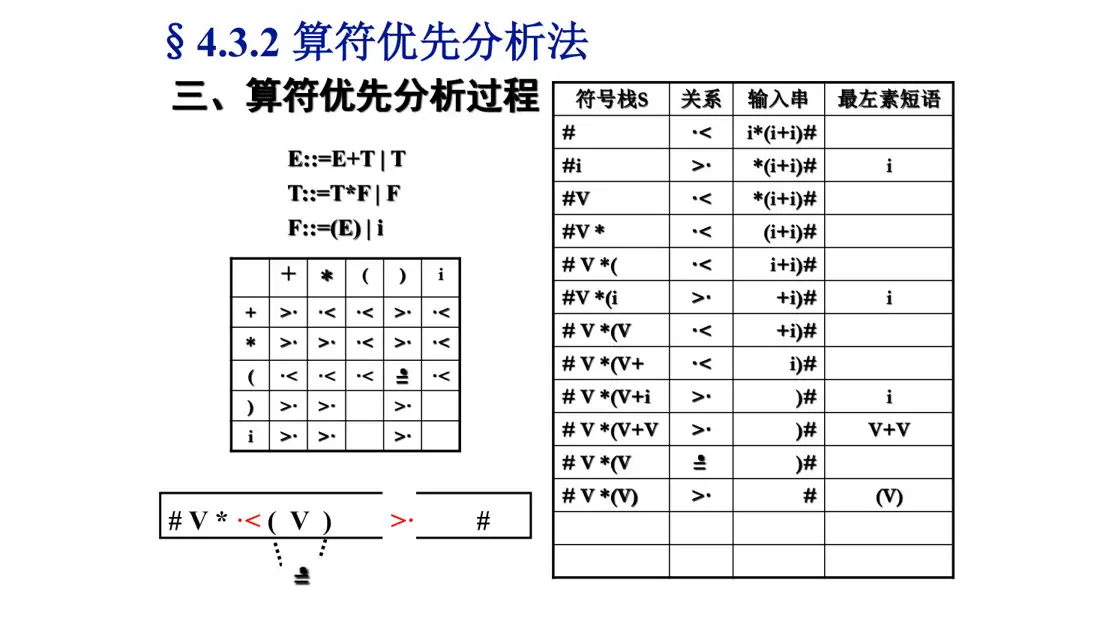 §4.3.2 算符优先分析法
三、算符优先分析过程
E::=E+T | T
T::=T*F | F
F::=(E) | i
+ * ( ) i
+ >· ·< ·< >· ·<
* >· >· ·< >· ·<
( ·< ·< ·< ≗ ·<
) >· >· >·
i >· >· >·
# V * ·< ( V ) >· #
≗
符号栈S 关系 输入串 最左素短语
# ·< i*(i+i)#
#i >· *(i+i)# i
#V ·< *(i+i)#
#V * ·< (i+i)#
# V *( ·< i+i)#
#V *(i >· +i)# i
# V *(V ·< +i)#
# V *(V+ ·< i)#
# V *(V+i >· )# i
# V *(V+V >· )# V+V
# V *(V ≗ )#
# V *(V) >· # (V)